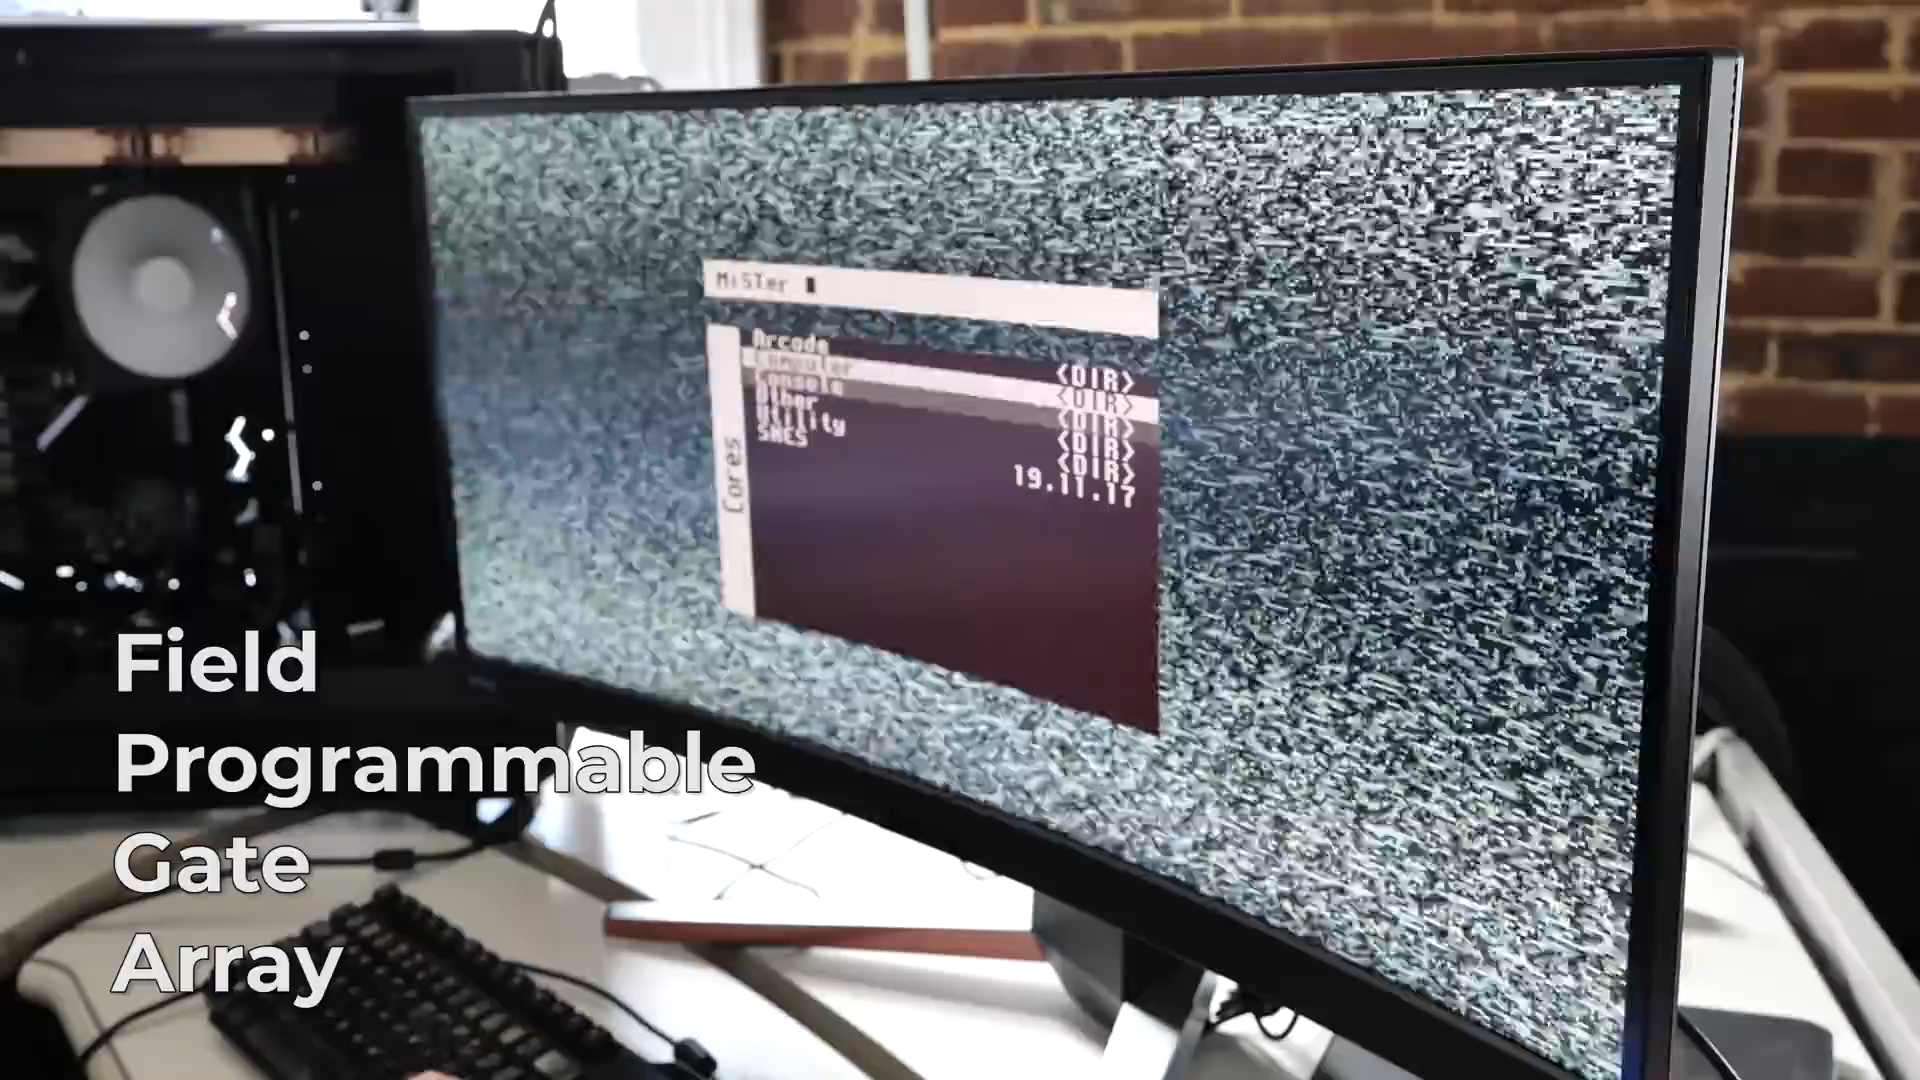 MiSTer
Arcade <DIR>
Computer <DIR>
Console <DIR>
Other <DIR>
Utility <DIR>
SNES 19.11.17
Cores
Field
Programmable
Gate
Array